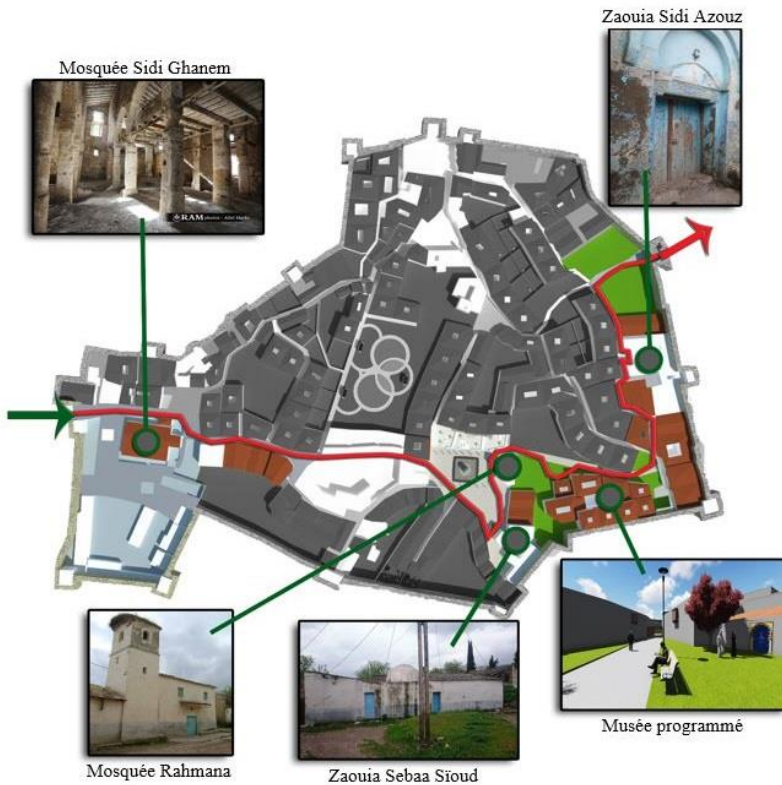 Zaouia Sidi Azouz
Mosquée Sidi Ghanem
RAM
Musée programmé
Mosquée Rahmana
Zaouia Sebaa Sïoud